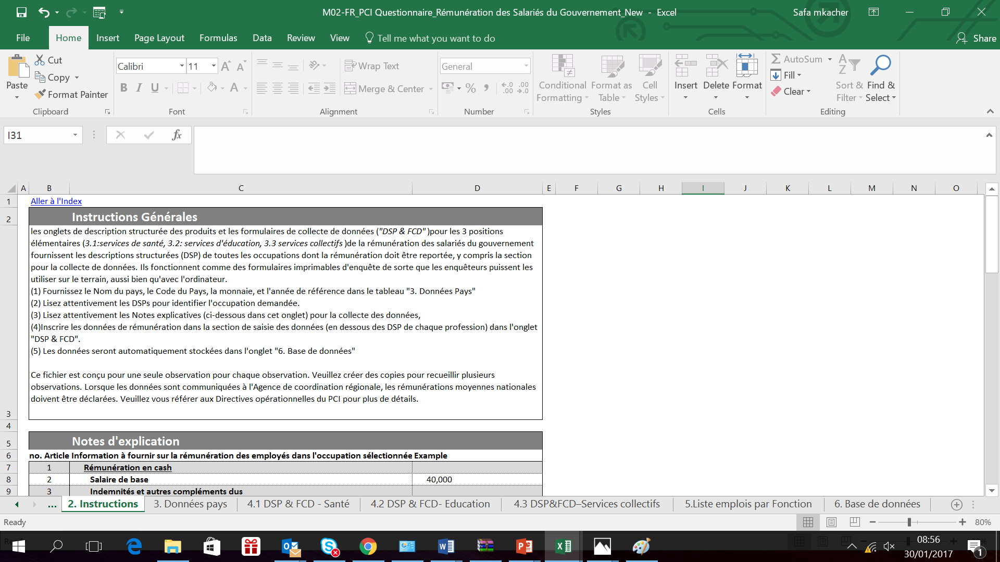 M02-FR_PCI Questionnaire_Rémunération des Salariés du Gouvernement_New - Excel
Safa mkacher
File Home Insert Page Layout Formulas Data Review View Tell me what you want to do Share
Paste
Cut
Copy
Format Painter
Clipboard
Calibri 11
B I U A
Font
Wrap Text
Merge & Center
Alignment
General
%
Number
Conditional Formatting
Format as Table
Cell Styles
Styles
Insert Delete Format
Cells
AutoSum
Fill
Clear
Sort & Filter
Find & Select
Editing
I31
fx
A B C D E F G H I J K L M N O
1 Aller à l'Index
2 Instructions Générales
les onglets de description structurée des produits et les formulaires de collecte de données ("DSP & FCD" )pour les 3 positions
élémentaires (3.1:services de santé, 3.2: services d'éducation, 3.3 services collectifs )de la rémunération des salariés du gouvernement
fournissent les descriptions structurées (DSP) de toutes les occupations dont la rémunération doit être reportée, y compris la section
pour la collecte de données. Ils fonctionnent comme des formulaires imprimables d'enquête de sorte que les enquêteurs puissent les
utiliser sur le terrain, aussi bien qu'avec l'ordinateur.
(1) Fournissez le Nom du pays, le Code du Pays, la monnaie, et l'année de référence dans le tableau "3. Données Pays"
(2) Lisez attentivement les DSPs pour identifier l'occupation demandée.
(3) Lisez attentivement les Notes explicatives (ci-dessous dans cet onglet) pour la collecte des données,
(4)Inscrire les données de rémunération dans la section de saisie des données (en dessous des DSP de chaque profession) dans l'onglet
"DSP & FCD".
(5) Les données seront automatiquement stockées dans l'onglet "6. Base de données"
Ce fichier est conçu pour une seule observation pour chaque observation. Veuillez créer des copies pour recueillir plusieurs
observations. Lorsque les données sont communiquées à l'Agence de coordination régionale, les rémunérations moyennes nationales
doivent être déclarées. Veuillez vous référer aux Directives opérationnelles du PCI pour plus de détails.
3
4
5 Notes d'explication
6 no. Article Information à fournir sur la rémunération des employés dans l'occupation sélectionnée Example
7 1 Rémunération en cash
8 2 Salaire de base 40,000
9 3 Indemnités et autres compléments dus
... 2. Instructions 3. Données pays 4.1 DSP & FCD - Santé 4.2 DSP & FCD- Education 4.3 DSP&FCD–Services collectifs 5.Liste emplois par Fonction 6. Base de données
Ready 80%
08:56
30/01/2017
1